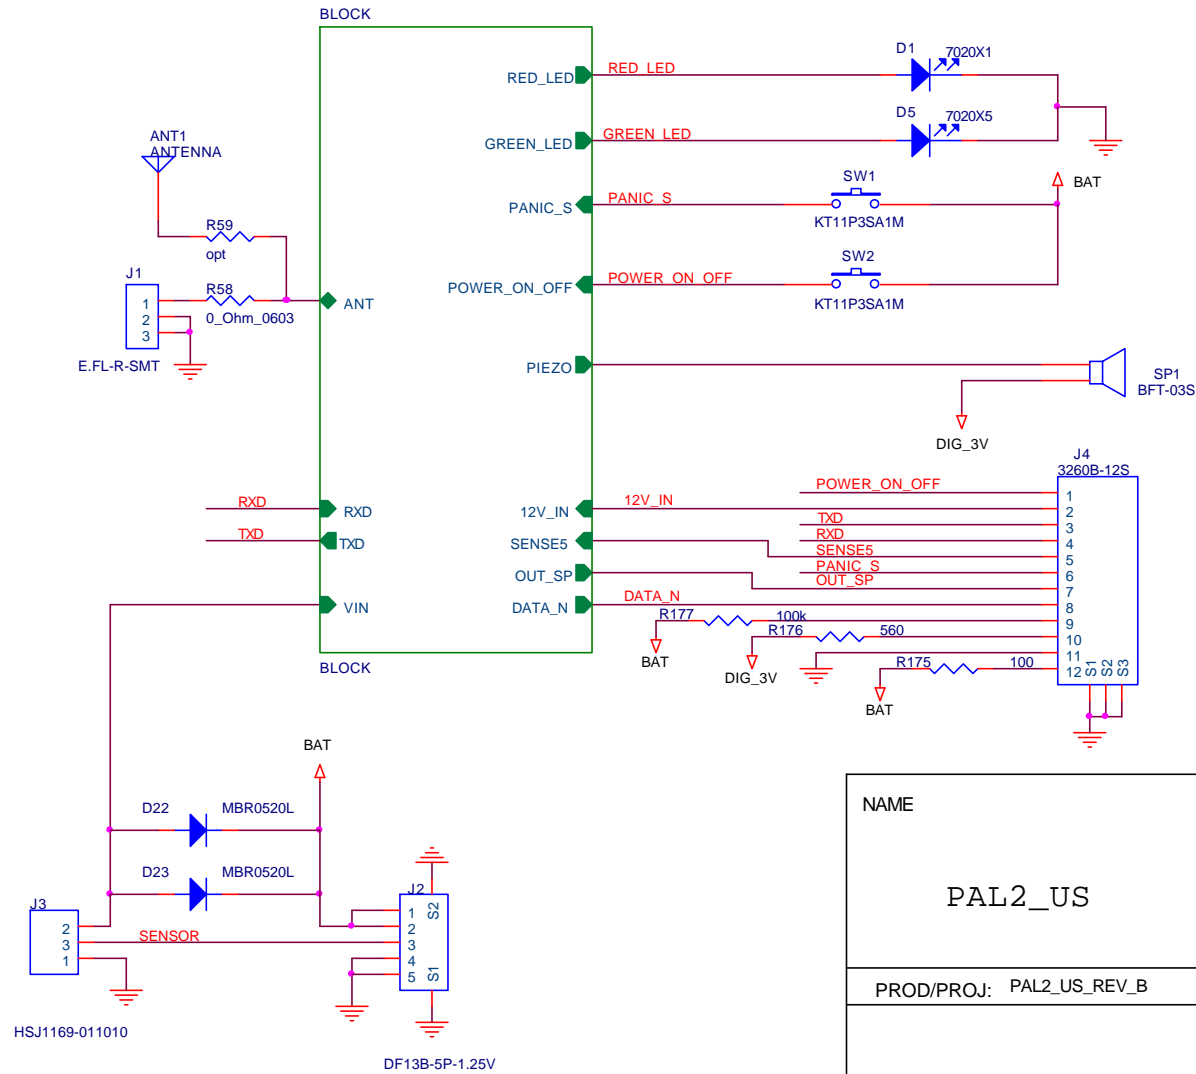 BLOCK
RED_LED
RED_LED
D1
7020X1
GREEN_LED
GREEN_LED
D5
7020X5
ANT1
ANTENNA
PANIC_S
PANIC_S
SW1
KT11P3SA1M
BAT
R59
opt
POWER_ON_OFF
POWER_ON_OFF
SW2
KT11P3SA1M
J1
1
2
3
E.FL-R-SMT
R58
0_Ohm_0603
ANT
PIEZO
SP1
BFT-03S
DIG_3V
J4
3260B-12S
RXD
RXD
TXD
TXD
VIN
12V_IN
12V_IN
SENSE5
OUT_SP
DATA_N
DATA_N
POWER_ON_OFF
TXD
RXD
SENSE5
PANIC_S
OUT_SP
1
2
3
4
5
6
7
8
9
10
11
12
S1
S2
S3
R177
100k
BAT
R176
560
DIG_3V
R175
100
BAT
BLOCK
BAT
D22
MBR0520L
D23
MBR0520L
J3
2
3
1
SENSOR
HSJ1169-011010
J2
1
2
3
4
5
S2
S1
DF13B-5P-1.25V
NAME
PAL2_US
PROD/PROJ: PAL2_US_REV_B